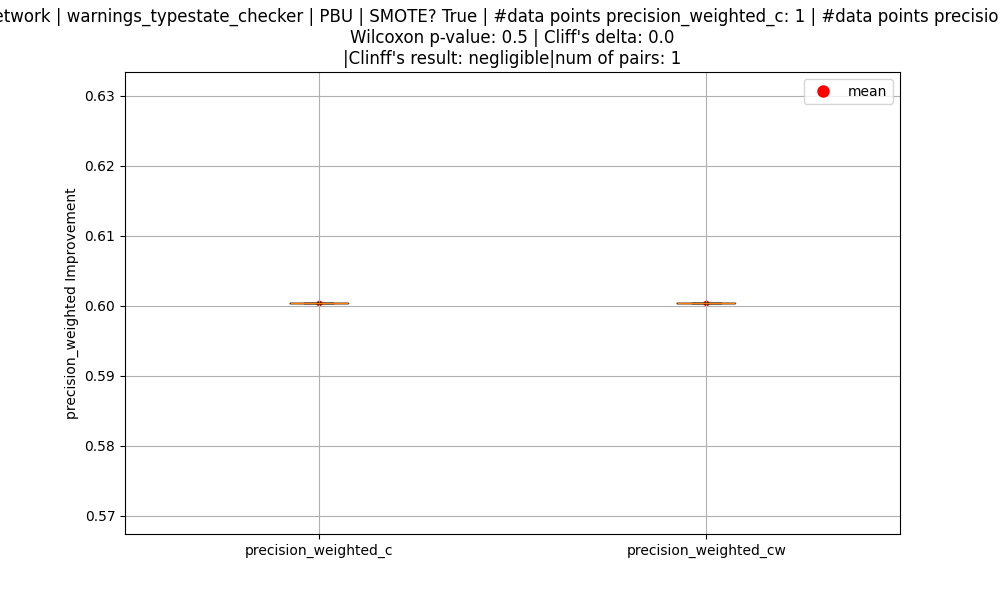 | warnings_typestate_checker | PBU | SMOTE? True | #data points precision_weighted_c: 1 | #data points
Wilcoxon p-value: 0.5 | Cliff's delta: 0.0
|Clinff's result: negligible|num of pairs: 1
mean
0.63
0.62
0.61
0.60
0.59
0.58
0.57
precision_weighted Improvement
precision_weighted_c
precision_weighted_cw